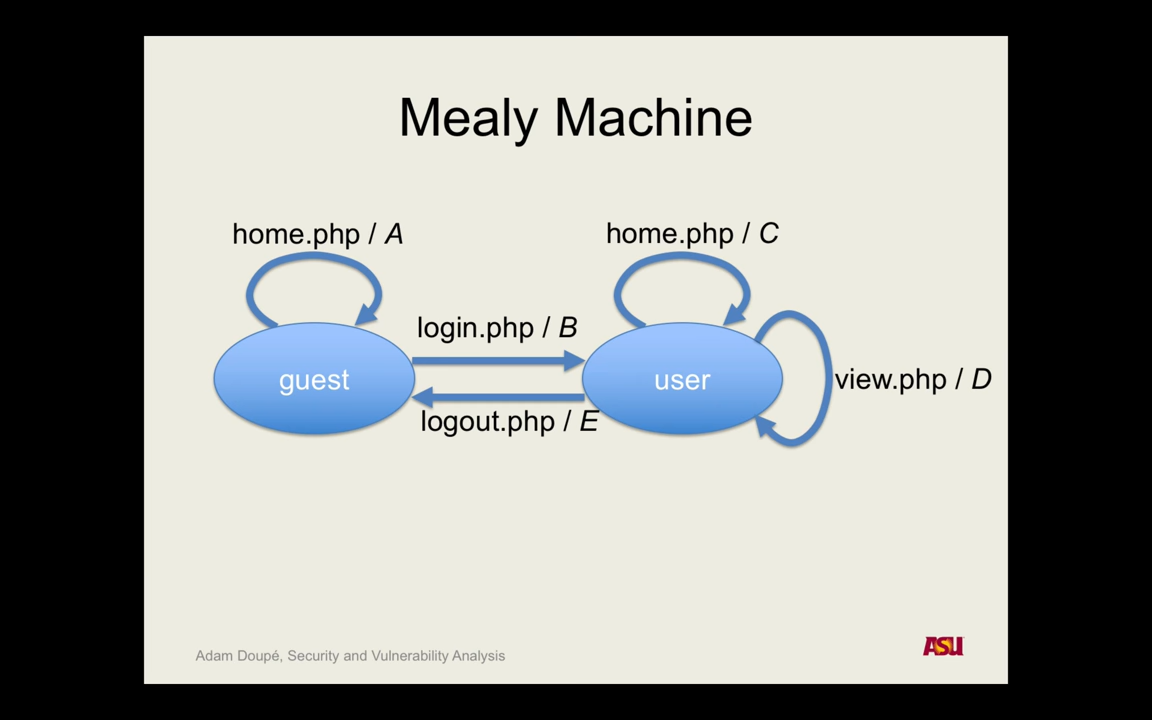 Mealy Machine
home.php / A
home.php / C
login.php / B
guest
user
view.php / D
logout.php / E
Adam Doupé, Security and Vulnerability Analysis
ASU